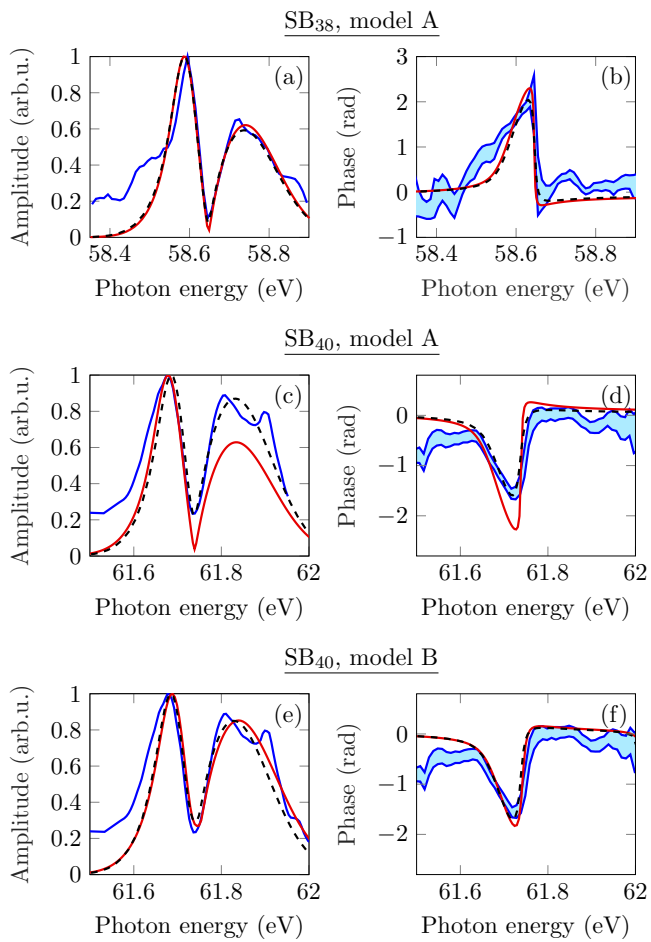 SB38, model A
(a)
Amplitude (arb.u.)
1
0.8
0.6
0.4
0.2
0
58.4 58.6 58.8
Photon energy (eV)
(b)
Phase (rad)
3
2
1
0
−1
58.4 58.6 58.8
Photon energy (eV)
SB40, model A
(c)
Amplitude (arb.u.)
1
0.8
0.6
0.4
0.2
0
61.6 61.8 62
Photon energy (eV)
(d)
Phase (rad)
0
−1
−2
61.6 61.8 62
Photon energy (eV)
SB40, model B
(e)
Amplitude (arb.u.)
1
0.8
0.6
0.4
0.2
0
61.6 61.8 62
Photon energy (eV)
(f)
Phase (rad)
0
−1
−2
61.6 61.8 62
Photon energy (eV)